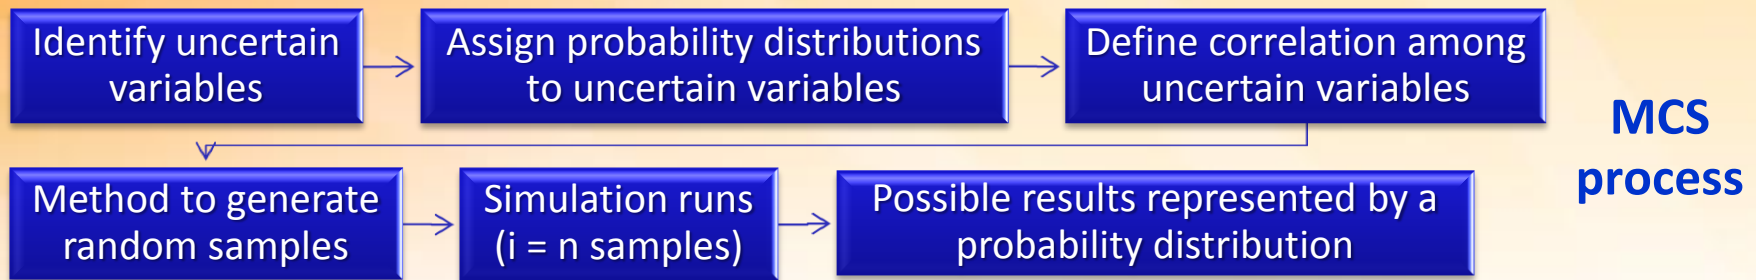 Identify uncertain
variables
Assign probability distributions
to uncertain variables
Define correlation among
uncertain variables
MCS
process
Method to generate
random samples
Simulation runs
(i = n samples)
Possible results represented by a
probability distribution